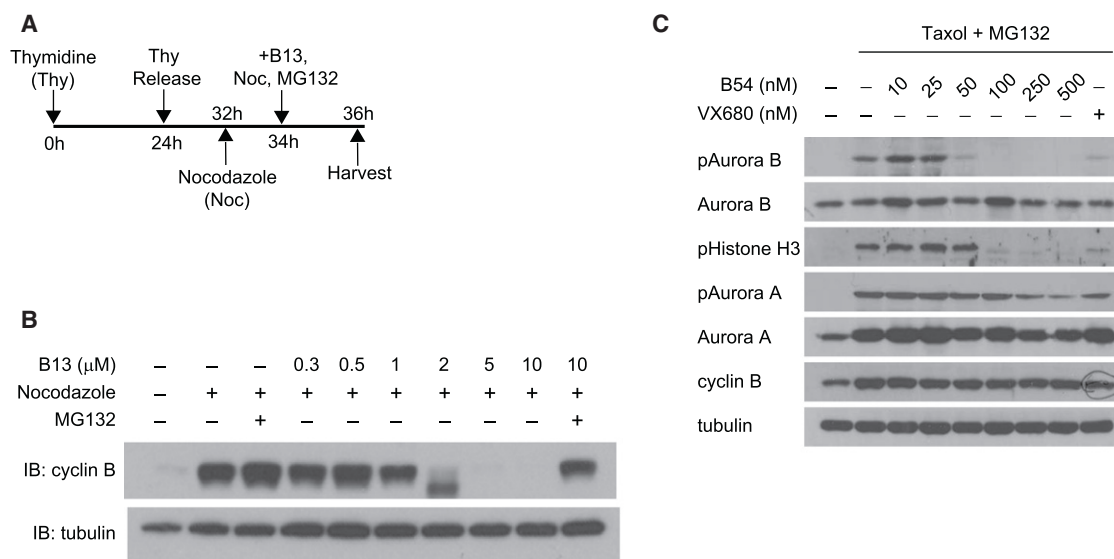 A
Thymidine
(Thy)
Thy
Release
+B13,
Noc, MG132
32h
36h
0h
24h
34h
Nocodazole
(Noc)
Harvest
B
B13 (μM) – – – 0.3 0.5 1 2 5 10 10
Nocodazole – + + + + + + + + +
MG132 – – + – – – – – – +
IB: cyclin B
IB: tubulin
C
Taxol + MG132
B54 (nM) – – 10 25 50 100 250 500 –
VX680 (nM) – – – – – – – – +
pAurora B
Aurora B
pHistone H3
pAurora A
Aurora A
cyclin B
tubulin